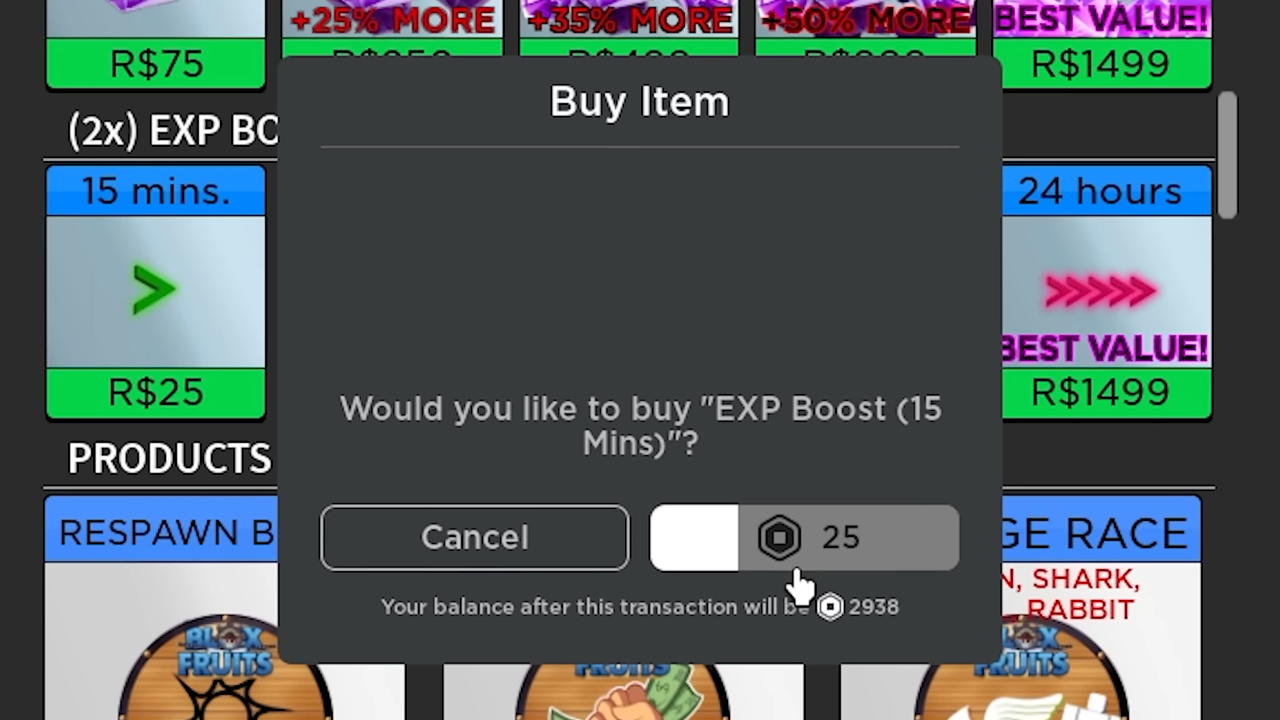 +25% MORE
+35% MORE
+50% MORE
BEST VALUE!
R$75
R$1499
Buy Item
(2x) EXP BO
15 mins.
24 hours
BEST VALUE!
R$25
R$1499
Would you like to buy "EXP Boost (15
Mins)"?
PRODUCTS
Cancel
25
RESPAWN B
GE RACE
N, SHARK,
RABBIT
Your balance after this transaction will be 2938
BLOX
FRUITS
FRUITS
BLOX
FRUITS